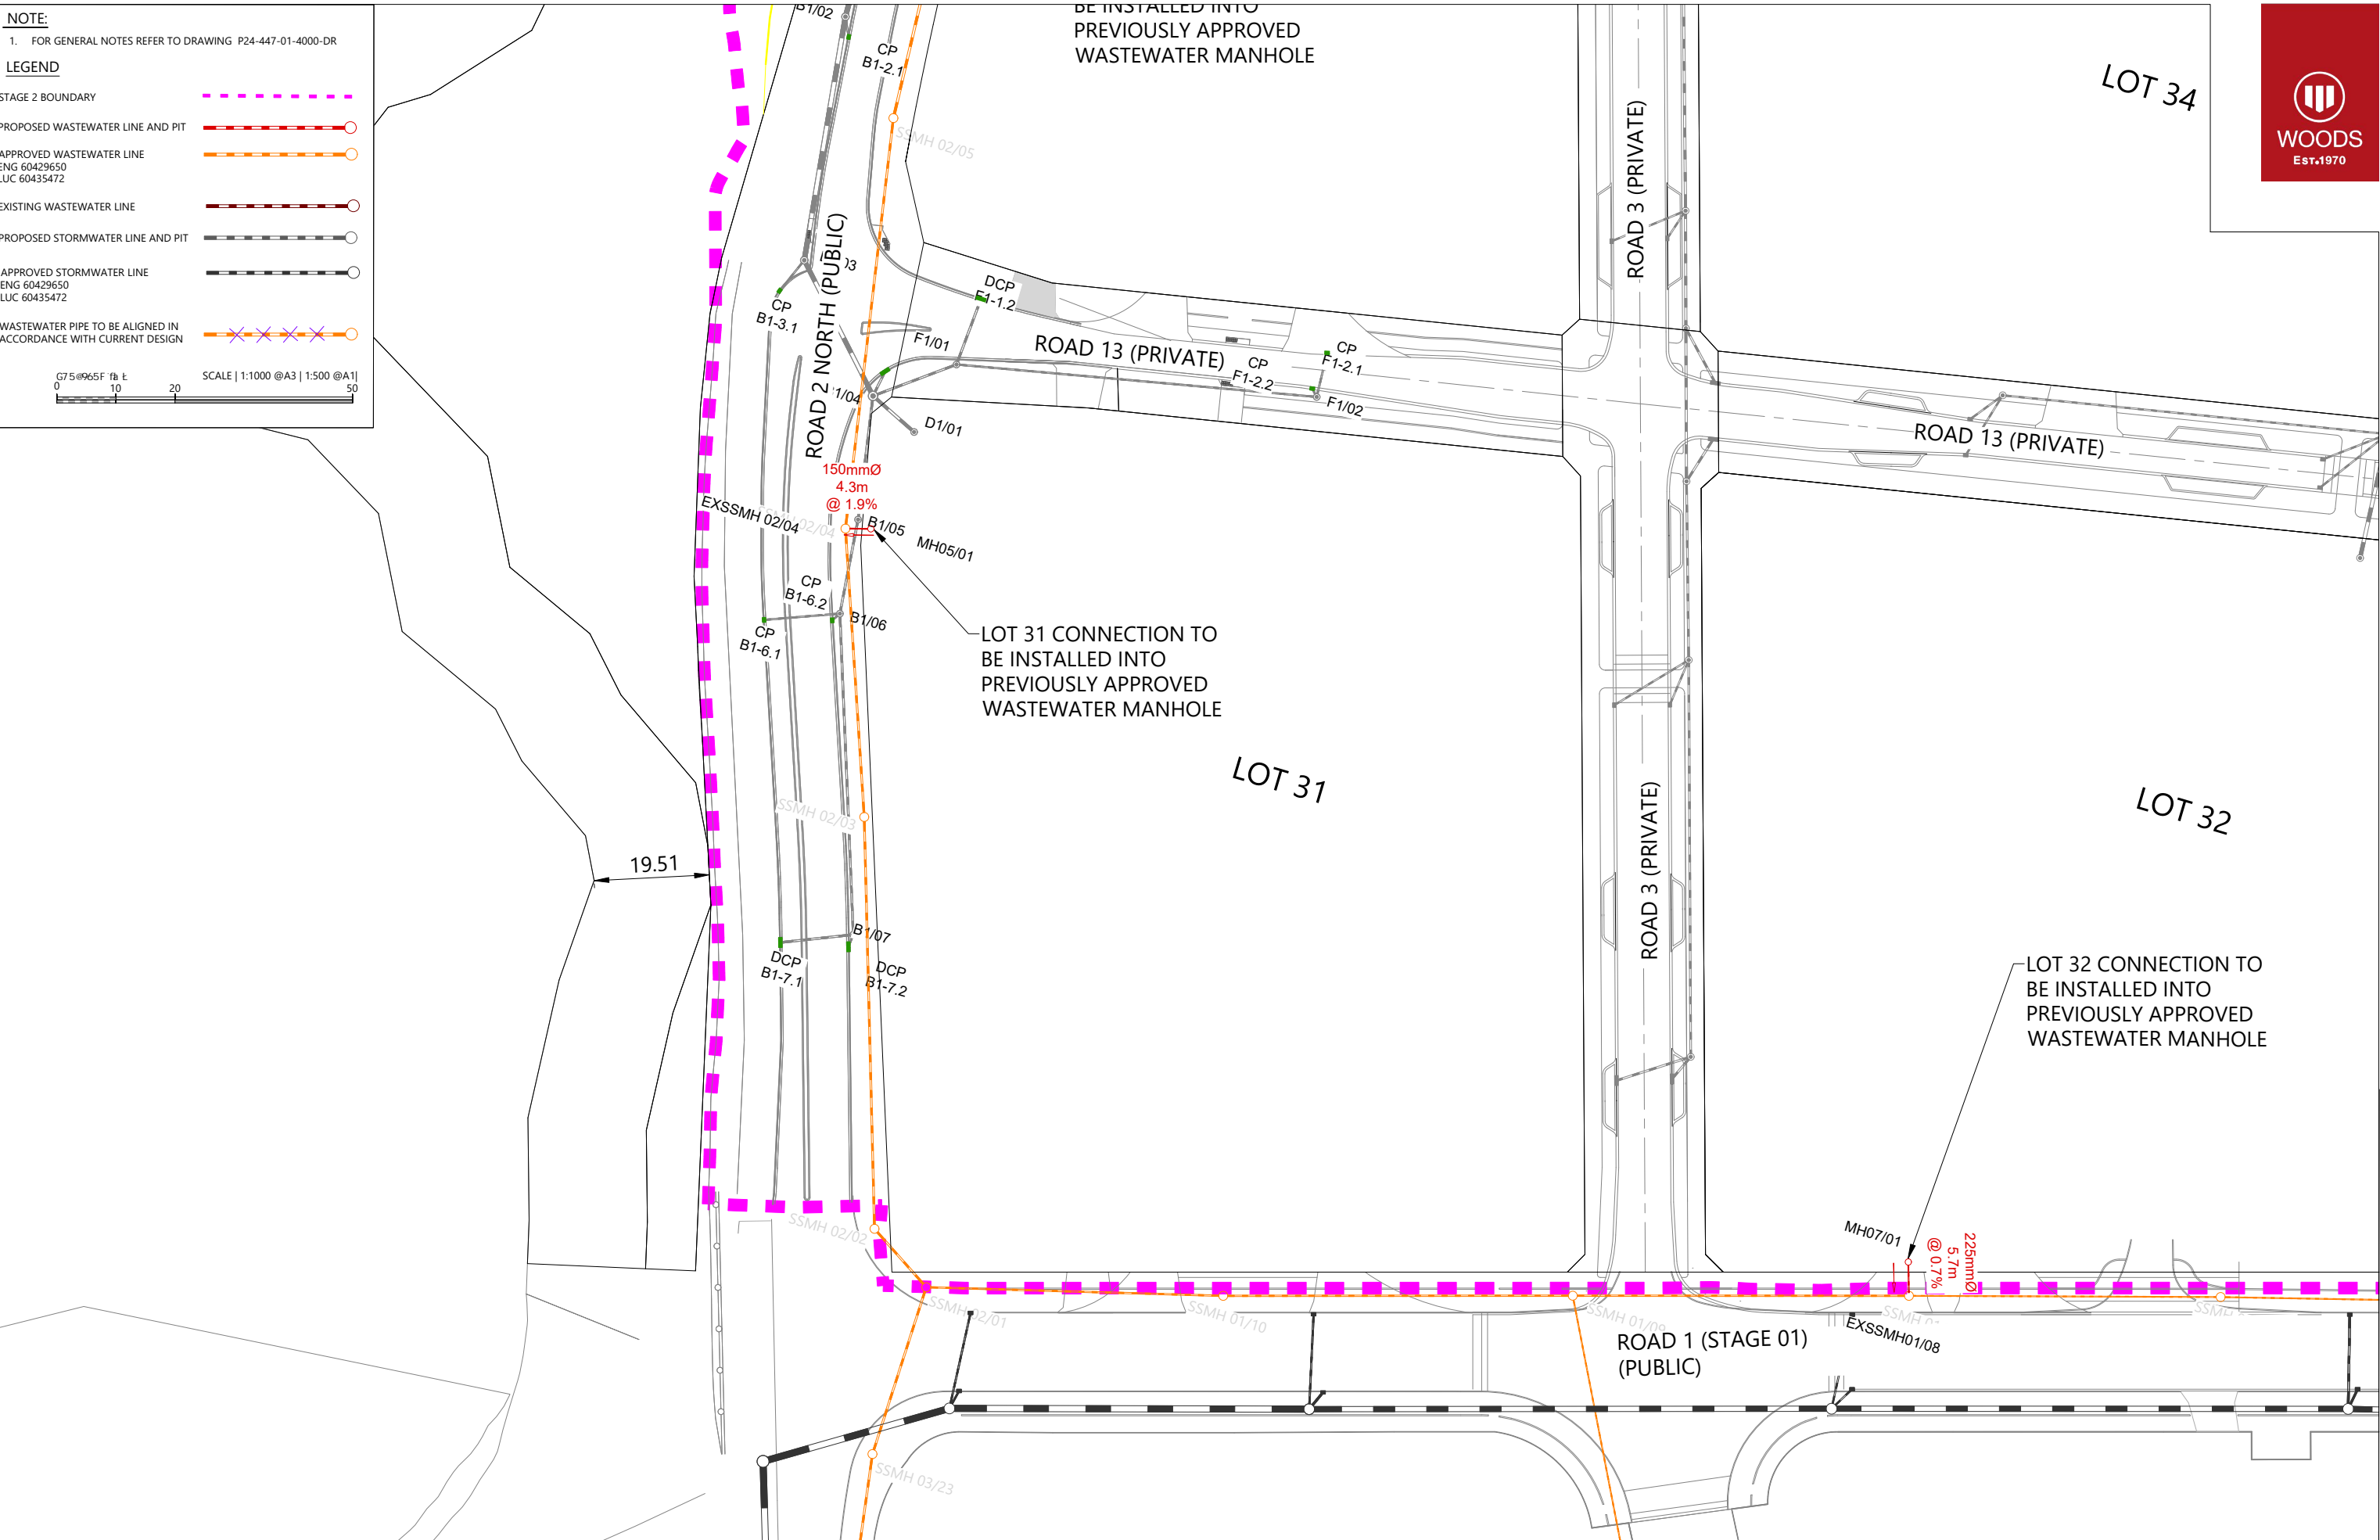 NOTE:
1. FOR GENERAL NOTES REFER TO DRAWING P24-447-01-4000-DR
LEGEND
STAGE 2 BOUNDARY
PROPOSED WASTEWATER LINE AND PIT
APPROVED WASTEWATER LINE
ENG 60429650
LUC 60435472
EXISTING WASTEWATER LINE
PROPOSED STORMWATER LINE AND PIT
APPROVED STORMWATER LINE
ENG 60429650
LUC 60435472
WASTEWATER PIPE TO BE ALIGNED IN
ACCORDANCE WITH CURRENT DESIGN
SCALE | 1:1000 @A3 | 1:500 @A1|
0 10 20 50
B1/02
CP
B1-2.1
SSMH 02/05
BE INSTALLED INTO
PREVIOUSLY APPROVED
WASTEWATER MANHOLE
ROAD 3 (PRIVATE)
LOT 34
WOODS
EST.1970
ROAD 2 NORTH (PUBLIC)
CP
B1-3.1
DCP
F1-1.2
F1/01
ROAD 13 (PRIVATE)
CP
F1-2.2
CP
F1-2.1
F1/02
D1/01
ROAD 13 (PRIVATE)
150mmØ
4.3m
@ 1.9%
EXSSMH 02/04
B1/05
MH05/01
CP
B1-6.2
B1/06
CP
B1-6.1
LOT 31 CONNECTION TO
BE INSTALLED INTO
PREVIOUSLY APPROVED
WASTEWATER MANHOLE
LOT 31
SSMH 02/03
19.51
ROAD 3 (PRIVATE)
LOT 32
B1/07
DCP
B1-7.1
DCP
B1-7.2
LOT 32 CONNECTION TO
BE INSTALLED INTO
PREVIOUSLY APPROVED
WASTEWATER MANHOLE
SSMH 02/02
MH07/01
225mmØ
5.7m
@ 0.7%
SSMH 02/01
SSMH 01/10
SSMH 01/09
EXSSMH01/08
ROAD 1 (STAGE 01)
(PUBLIC)
SSMH 03/23